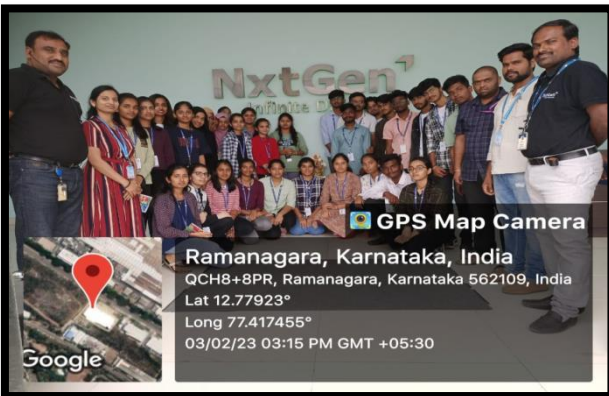 NxtGen
Infinite D
GPS Map Camera
Ramanagara, Karnataka, India
QCH8+8PR, Ramanagara, Karnataka 562109, India
Lat 12.77923°
Long 77.417455°
03/02/23 03:15 PM GMT +05:30
Google